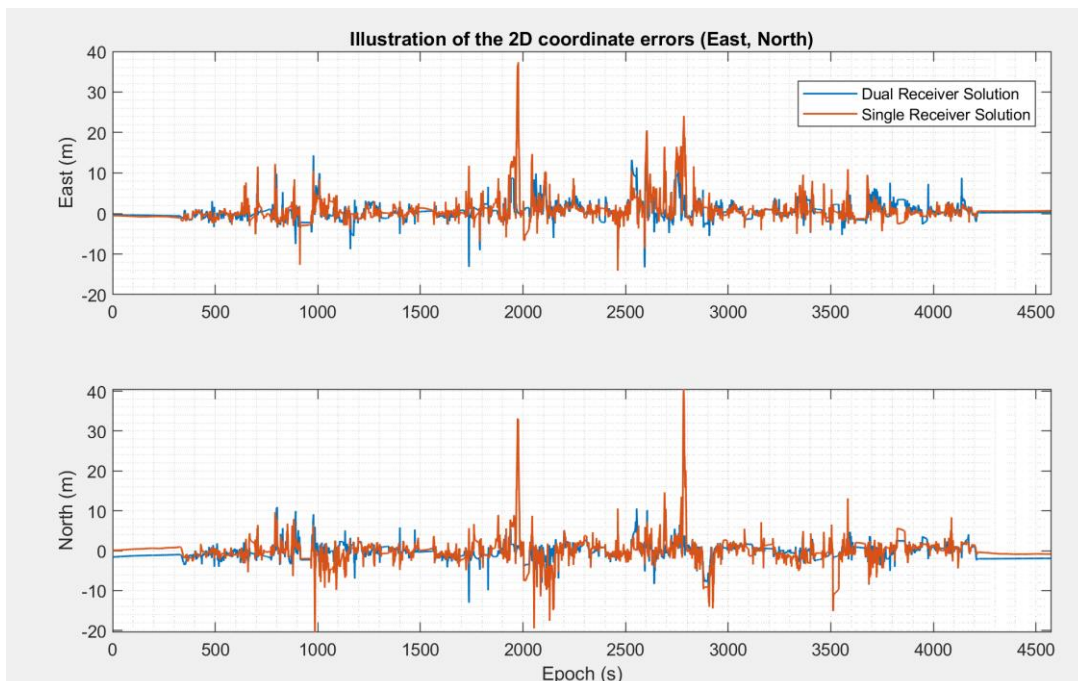 Illustration of the 2D coordinate errors (East, North)
40
30
20
10
0
-10
-20
East (m)
Dual Receiver Solution
Single Receiver Solution
0 500 1000 1500 2000 2500 3000 3500 4000 4500
40
30
20
10
0
-10
-20
North (m)
0 500 1000 1500 2000 2500 3000 3500 4000 4500
Epoch (s)